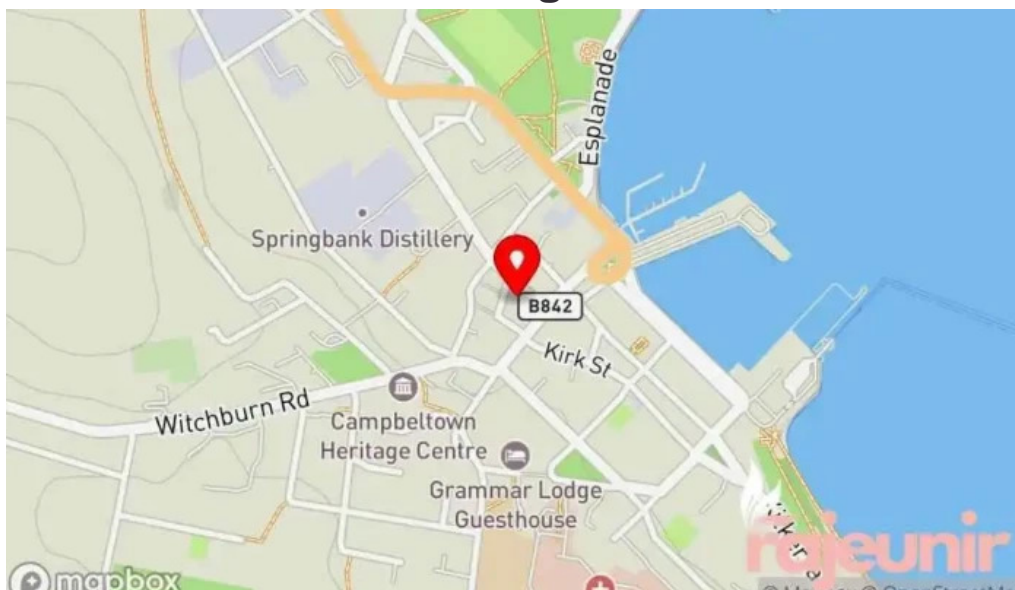 Esplanade
Springbank Distillery
B842
Kirk St
Witchburn Rd
Campbeltown
Heritage Centre
Grammar Lodge
Guesthouse
rajeunir
mapbox